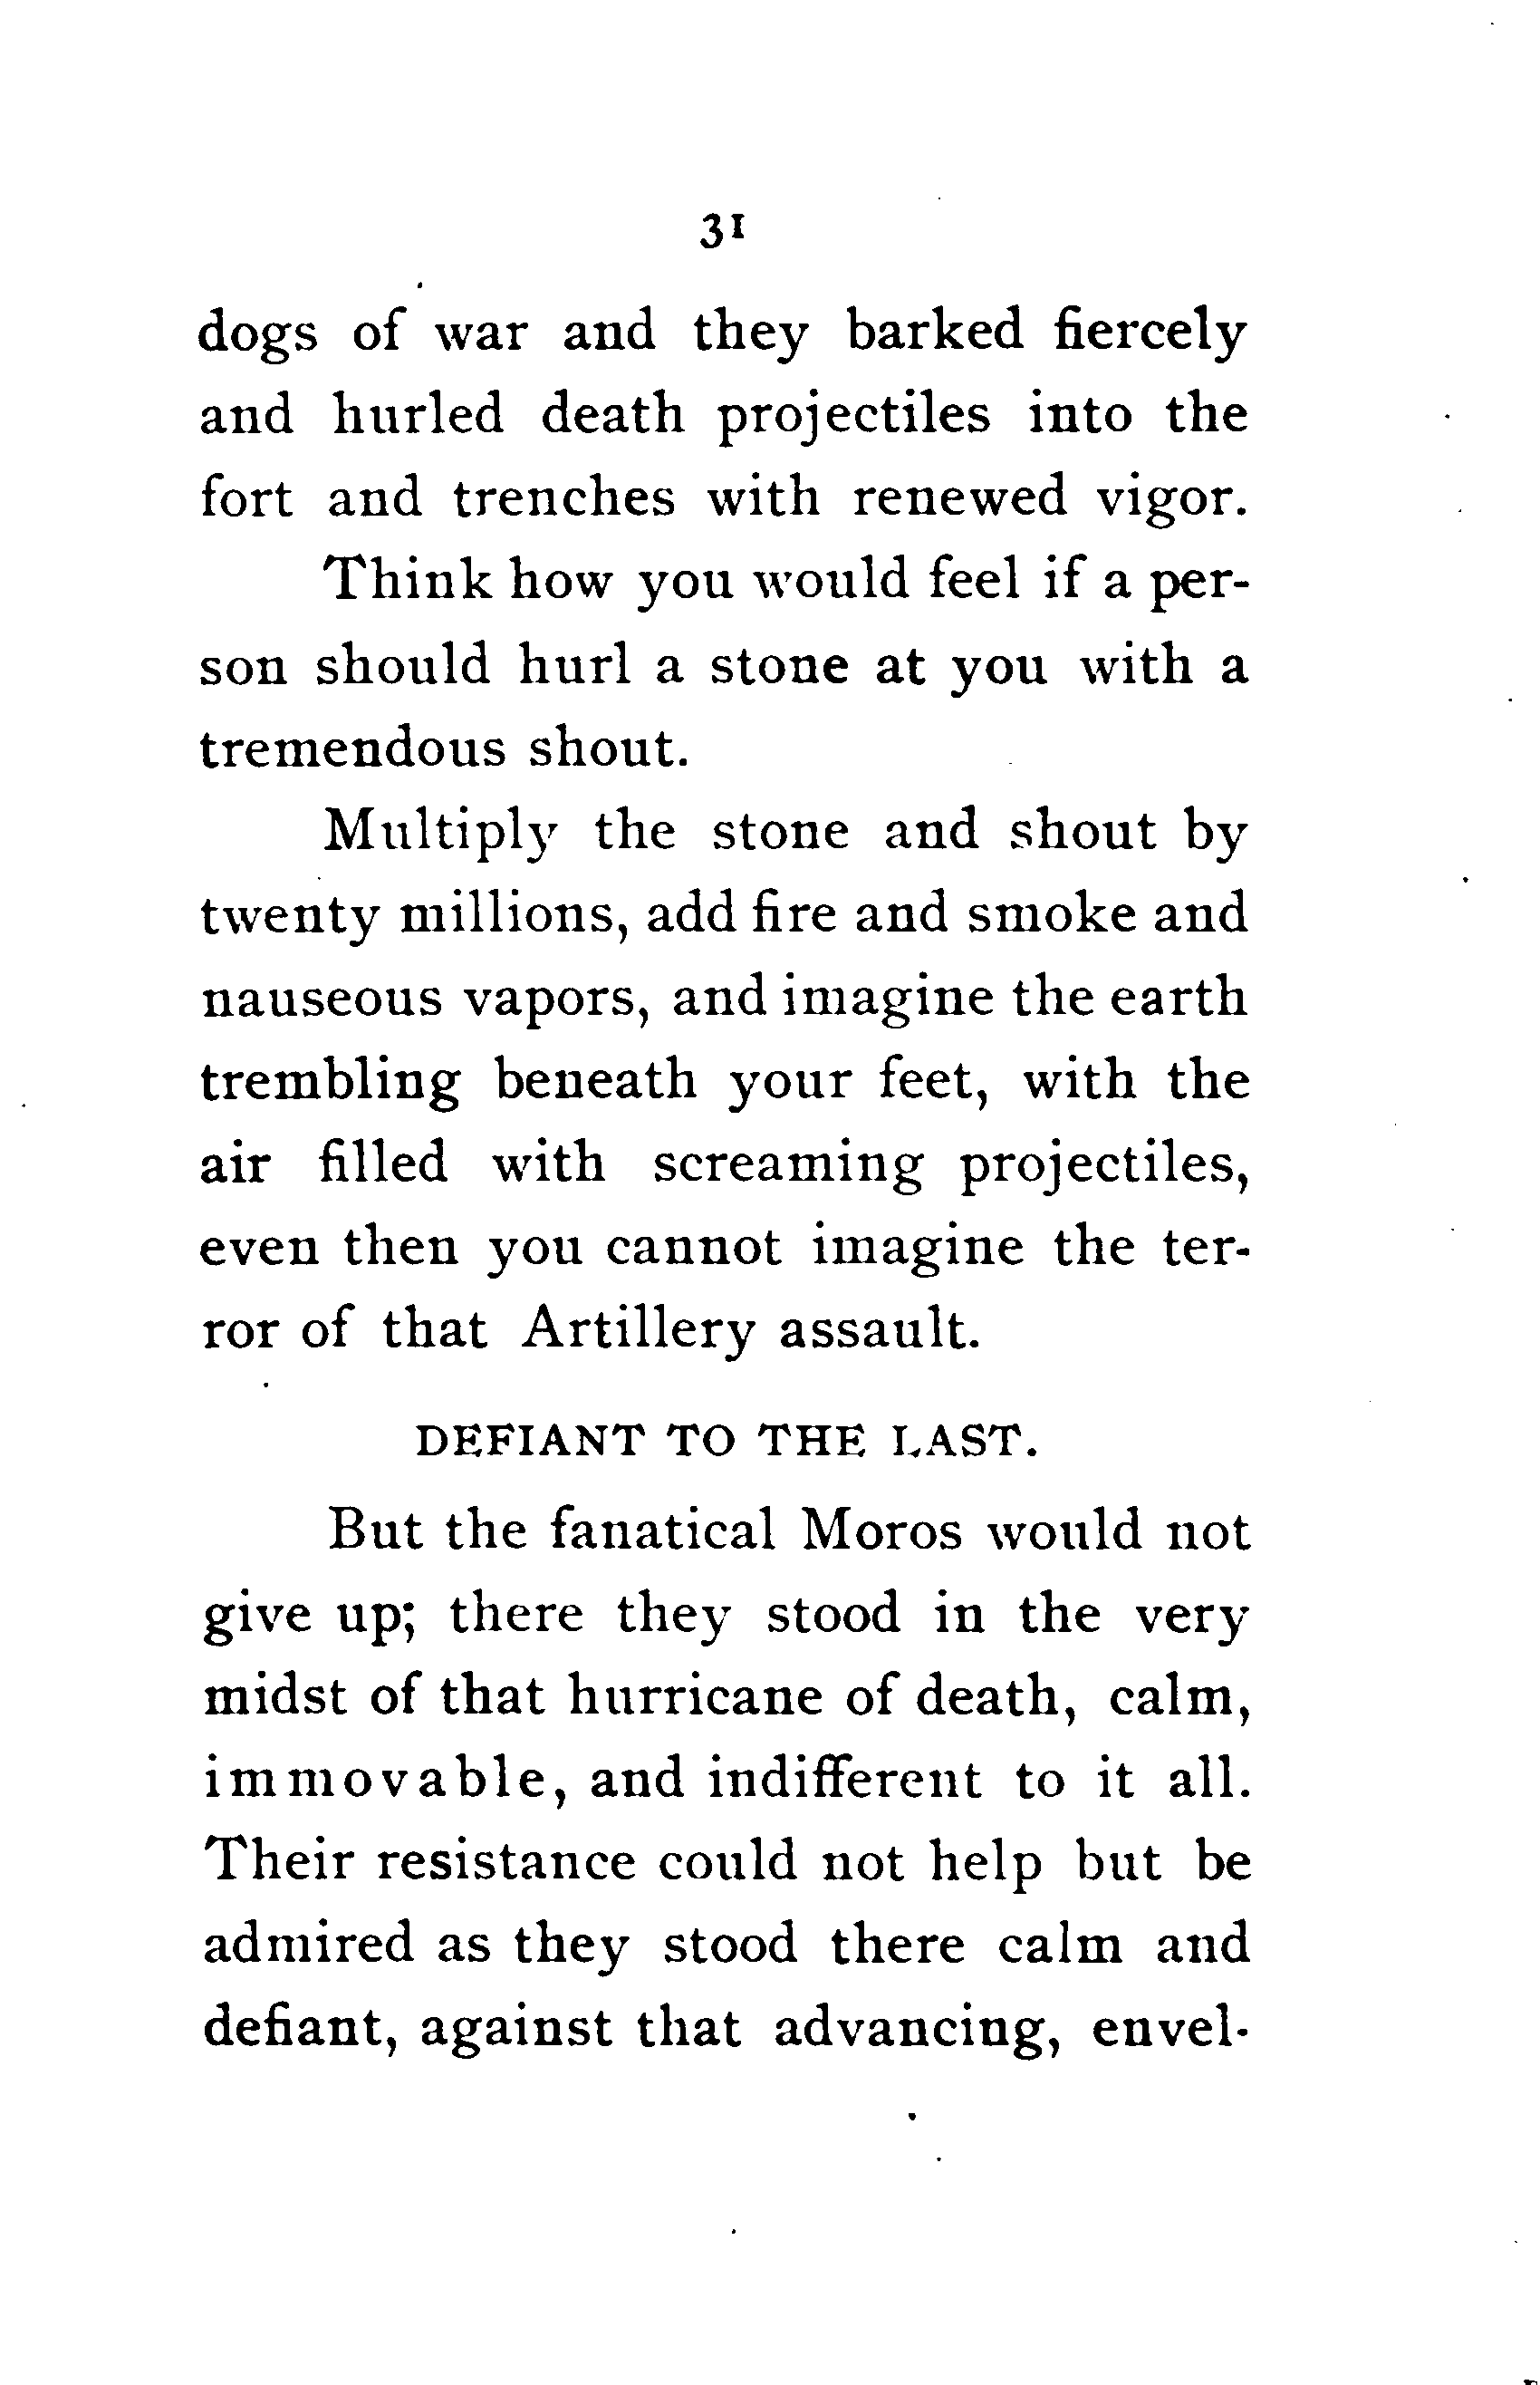 31
dogs of war and they barked fiercely
and hurled death projectiles into the
fort and trenches with renewed vigor.
Think how you would feel if a per-
son should hurl a stone at you with a
tremendous shout.
Multiply the stone and shout by
twenty millions, add fire and smoke and
nauseous vapors, and imagine the earth
trembling beneath your feet, with the
air filled with screaming projectiles,
even then you cannot imagine the ter-
ror of that Artillery assault.
DEFIANT TO THE LAST.
But the fanatical Moros would not
give up; there they stood in the very
midst of that hurricane of death, calm,
immovable, and indifferent to it all.
Their resistance could not help but be
admired as they stood there calm and
defiant, against that advancing, envel-